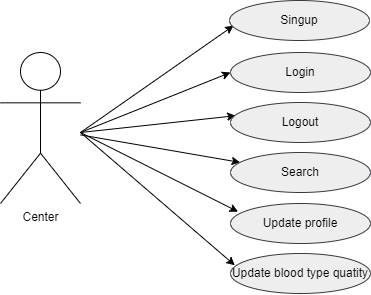 Singup
Login
Logout
Search
Center
Update profile
Update blood type quatity